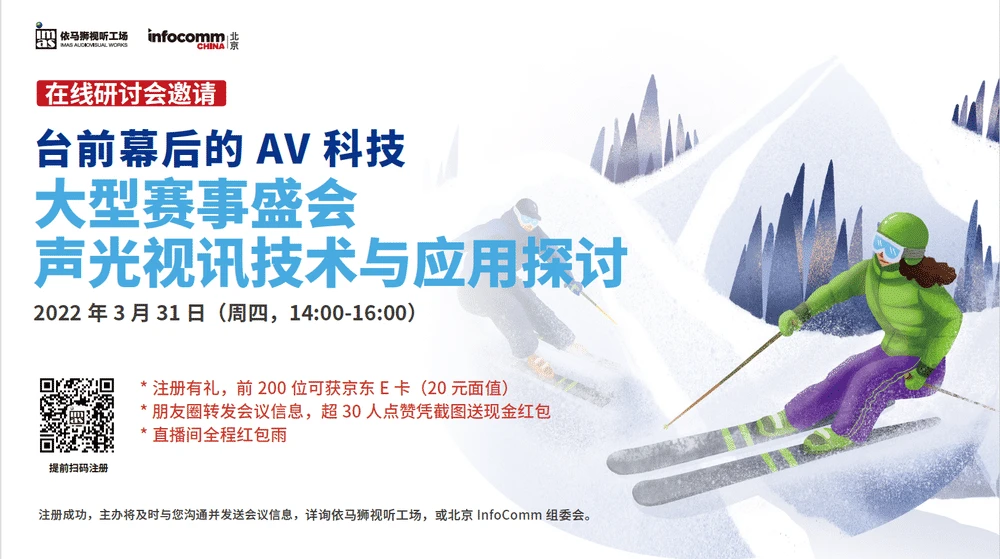 imas 依马狮视听工场
IMAS AUDIOVISUAL WORKS
infocomm
CHINA
北京
在线研讨会邀请
台前幕后的 AV 科技
大型赛事盛会
声光视讯技术与应用探讨
2022 年 3 月 31 日（周四，14:00-16:00）
* 注册有礼，前 200 位可获京东 E 卡（20 元面值）
* 朋友圈转发会议信息，超 30 人点赞凭截图送现金红包
* 直播间全程红包雨
提前扫码注册
注册成功，主办将及时与您沟通并发送会议信息，详询依马狮视听工场，或北京 InfoComm 组委会。